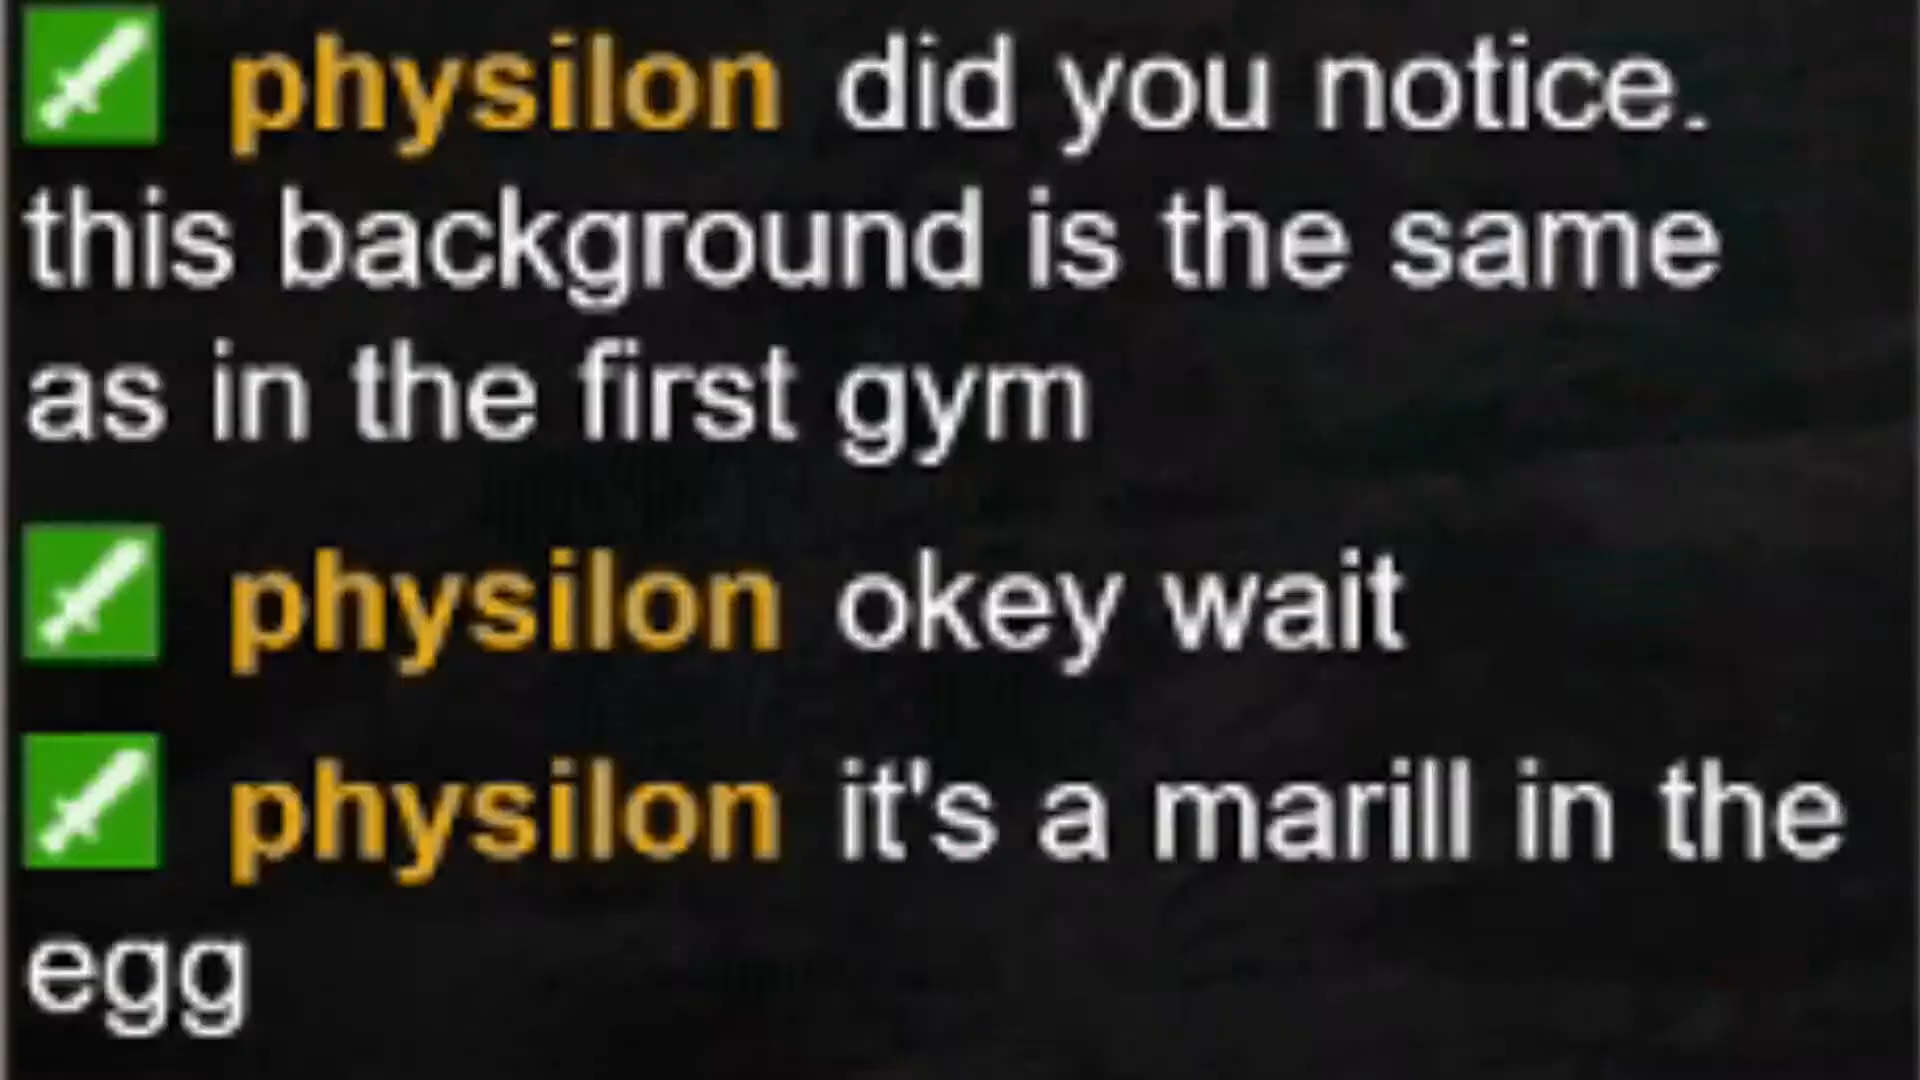 physilon did you notice.
this background is the same
as in the first gym
physilon okey wait
physilon it's a marill in the
egg